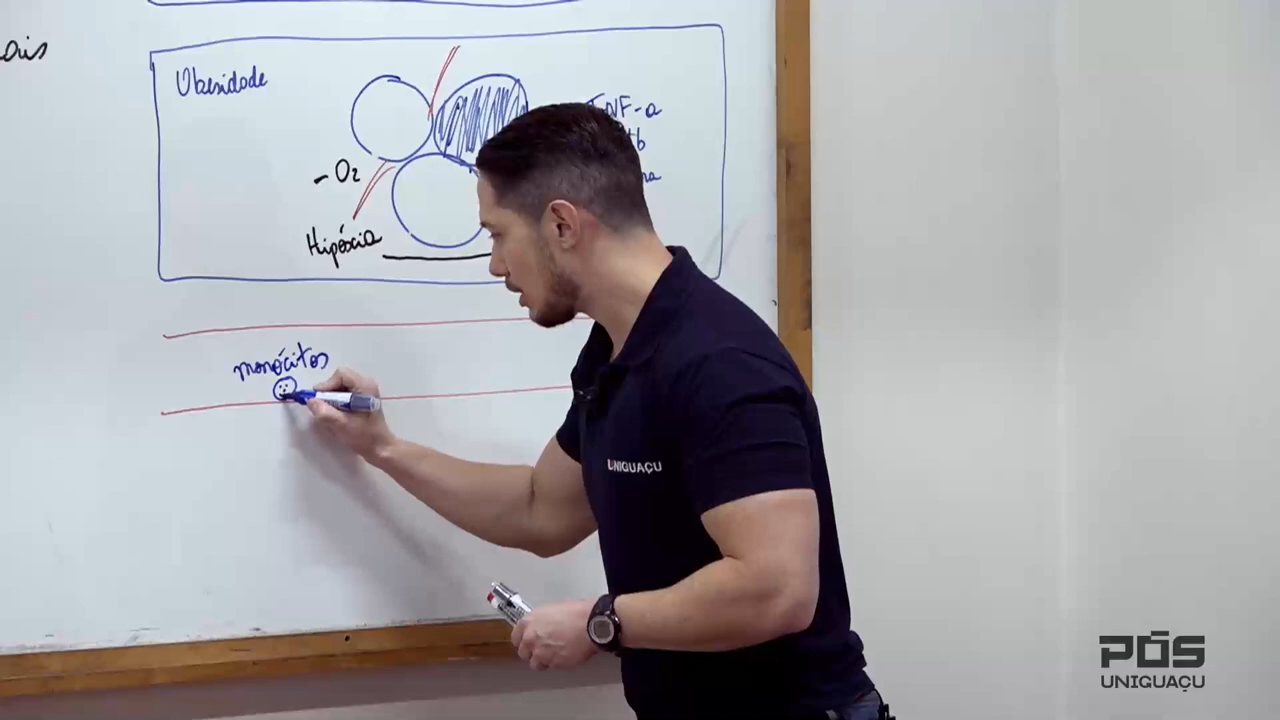 Obesidade
TNF-a
- O₂
Hipóxia
monócitos
UNIGUAÇU
PÓS
UNIGUAÇU